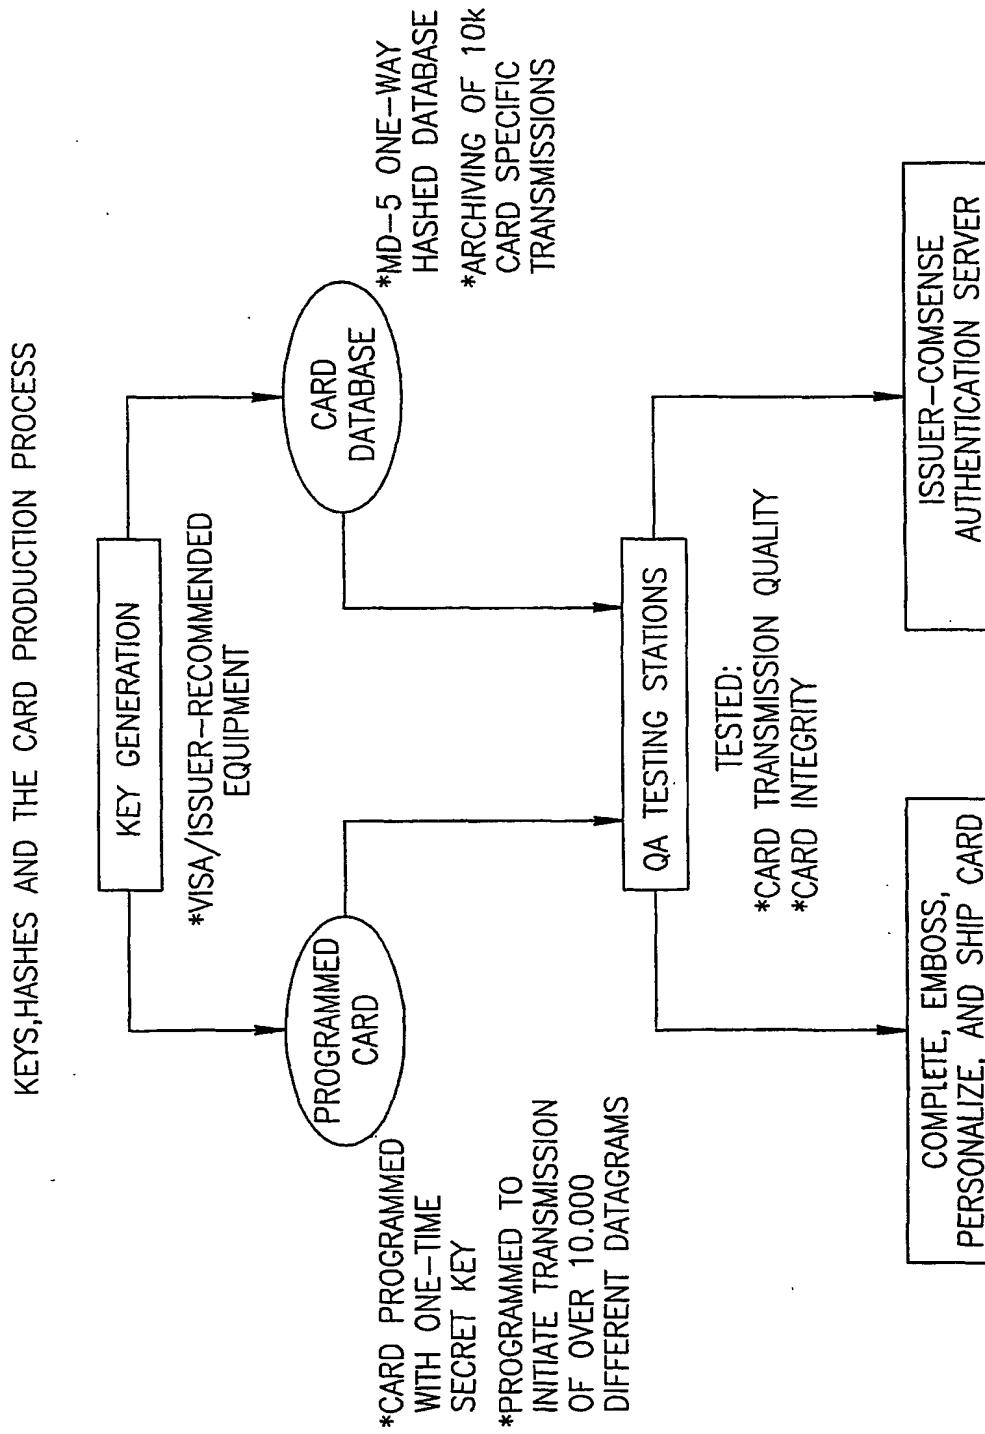 KEYS,HASHES AND THE CARD PRODUCTION PROCESS
KEY GENERATION
*VISA/ISSUER-RECOMMENDED
EQUIPMENT
PROGRAMMED
CARD
*CARD PROGRAMMED
WITH ONE-TIME
SECRET KEY
*PROGRAMMED TO
INITIATE TRANSMISSION
OF OVER 10.000
DIFFERENT DATAGRAMS
CARD
DATABASE
*MD-5 ONE-WAY
HASHED DATABASE
*ARCHIVING OF 10k
CARD SPECIFIC
TRANSMISSIONS
QA TESTING STATIONS
TESTED:
*CARD TRANSMISSION QUALITY
*CARD INTEGRITY
COMPLETE, EMBOSS,
PERSONALIZE, AND SHIP CARD
ISSUER-COMSENSE
AUTHENTICATION SERVER